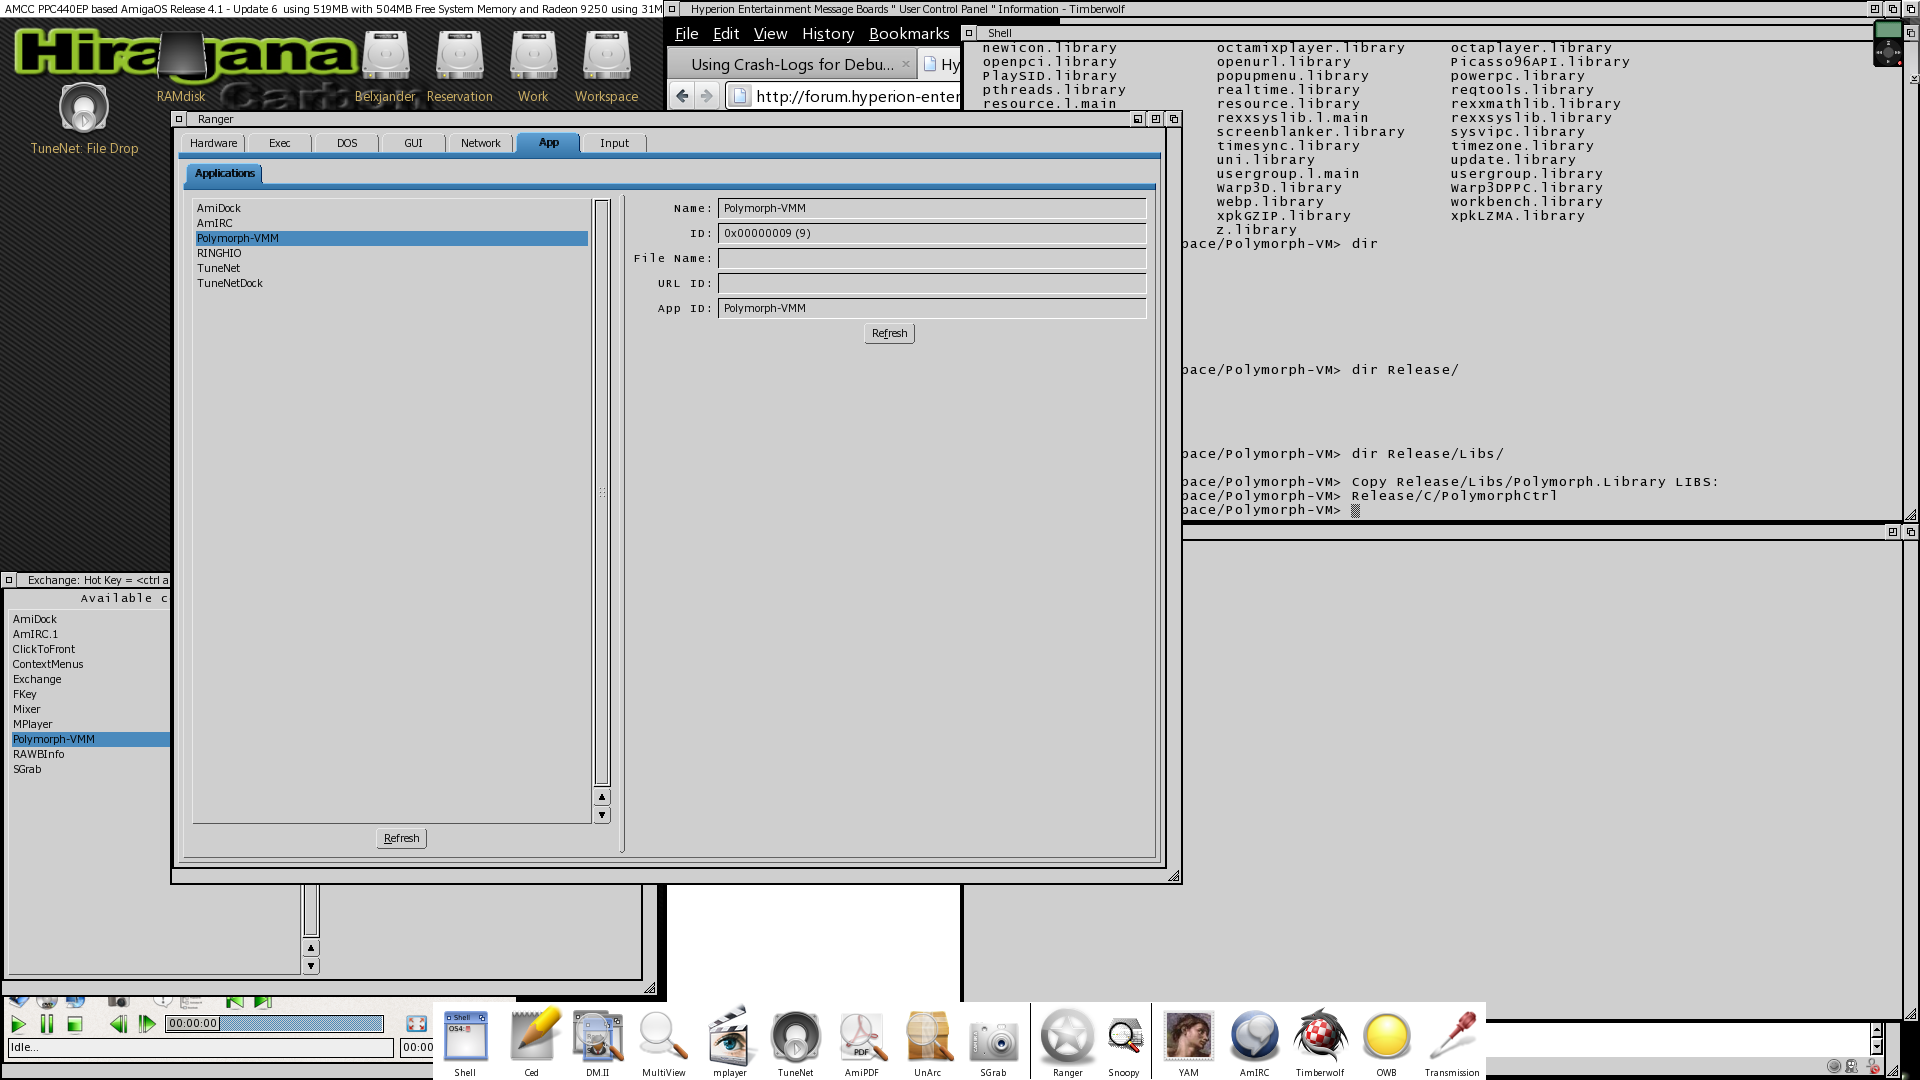 AMCC PPC440EP based AmigaOS Release 4.1 - Update 6  using 519MB with 504MB Free System Memory and Radeon 9250 using 31M
Hiragana
RAMdisk
Belxjander
Reservation
Work
Workspace
TuneNet: File Drop
Hyperion Entertainment Message Boards " User Control Panel " Information - Timberwolf
File Edit View History Bookmarks
Using Crash-Logs for Debu...
Hy
http://forum.hyperion-enter
Shell
newicon.library octamixplayer.library octaplayer.library
openpci.library openurl.library Picasso96API.library
PlaySID.library popupmenu.library powerpc.library
pthreads.library realtime.library reqtools.library
resource.l.main resource.library rexxmathlib.library
rexxsyslib.l.main rexxsyslib.library
screenblanker.library sysvipc.library
timesync.library timezone.library
uni.library update.library
usergroup.l.main usergroup.library
Warp3D.library Warp3DPPC.library
webp.library workbench.library
xpkGZIP.library xpkLZMA.library
z.library
pace/Polymorph-VM> dir
pace/Polymorph-VM> dir Release/
pace/Polymorph-VM> dir Release/Libs/
pace/Polymorph-VM> Copy Release/Libs/Polymorph.Library LIBS:
pace/Polymorph-VM> Release/C/PolymorphCtrl
pace/Polymorph-VM>
Ranger
Hardware Exec DOS GUI Network App Input
Applications
AmiDock
AmIRC
Polymorph-VMM
RINGHIO
TuneNet
TuneNetDock
Refresh
Name: Polymorph-VMM
ID: 0x00000009 (9)
File Name:
URL ID:
App ID: Polymorph-VMM
Refresh
Exchange: Hot Key = <ctrl a
Available c
AmiDock
AmIRC.1
ClickToFront
ContextMenus
Exchange
FKey
Mixer
MPlayer
Polymorph-VMM
RAWBInfo
SGrab
00:00:00
Idle...
00:00
Shell
OS4:
PDF
Shell Ced DM.II MultiView mplayer TuneNet AmiPDF UnArc SGrab Ranger Snoopy YAM AmIRC Timberwolf OWB Transmission